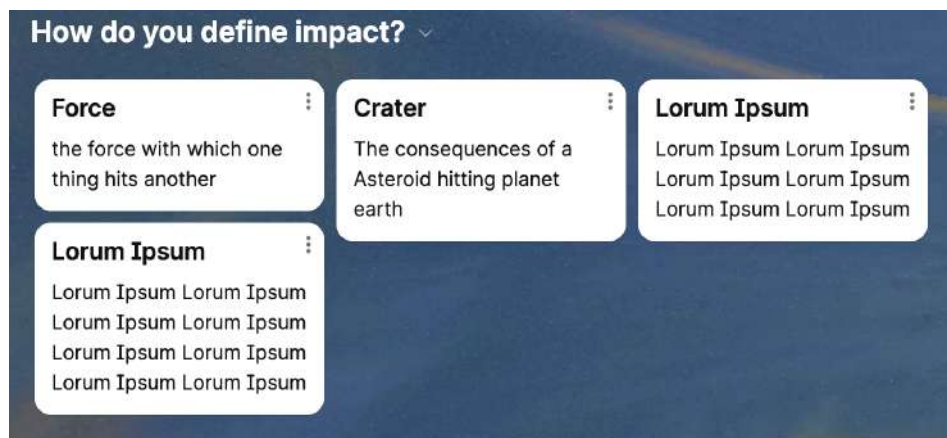 How do you define impact?
Force
the force with which one
thing hits another
Crater
The consequences of a
Asteroid hitting planet
earth
Lorum Ipsum
Lorum Ipsum Lorum Ipsum
Lorum Ipsum Lorum Ipsum
Lorum Ipsum Lorum Ipsum
Lorum Ipsum
Lorum Ipsum Lorum Ipsum
Lorum Ipsum Lorum Ipsum
Lorum Ipsum Lorum Ipsum
Lorum Ipsum Lorum Ipsum